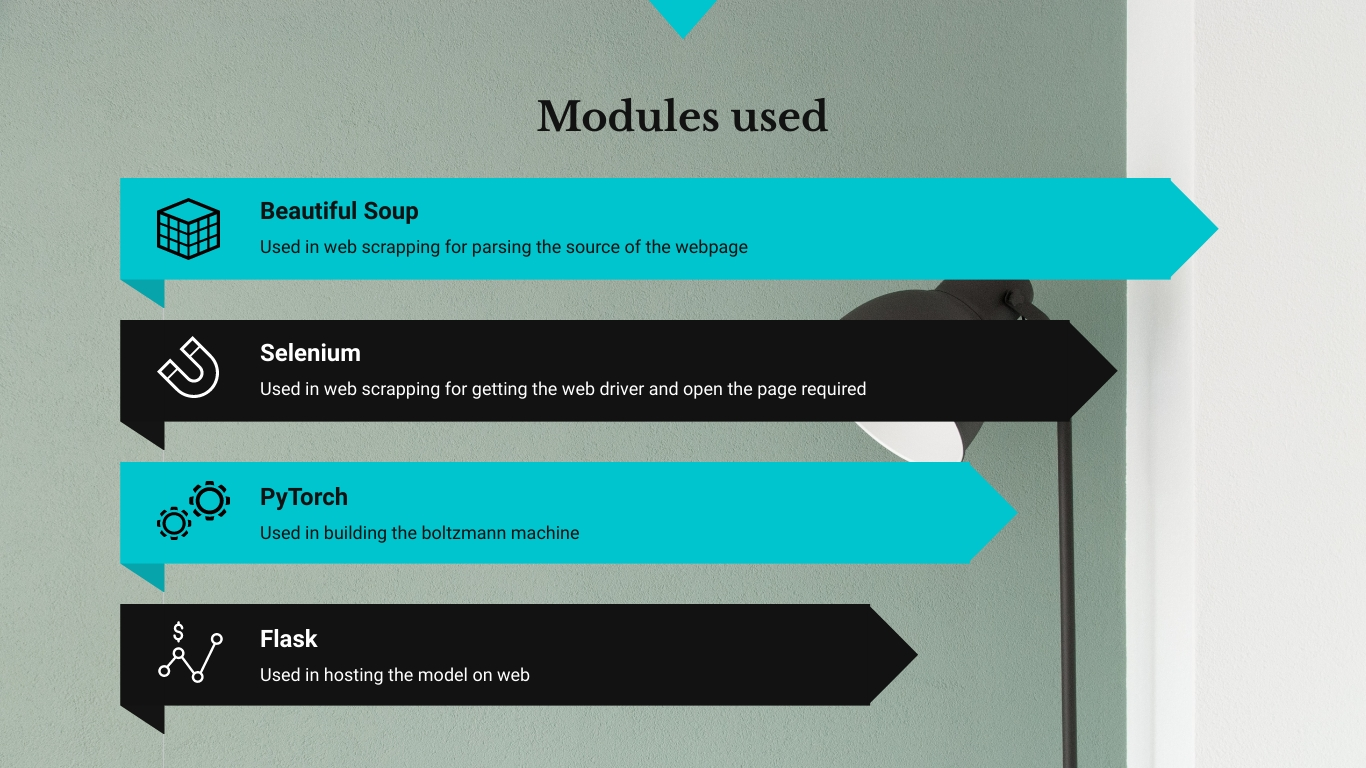 Modules used
Beautiful Soup
Used in web scrapping for parsing the source of the webpage
Selenium
Used in web scrapping for getting the web driver and open the page required
PyTorch
Used in building the boltzmann machine
$
Flask
Used in hosting the model on web